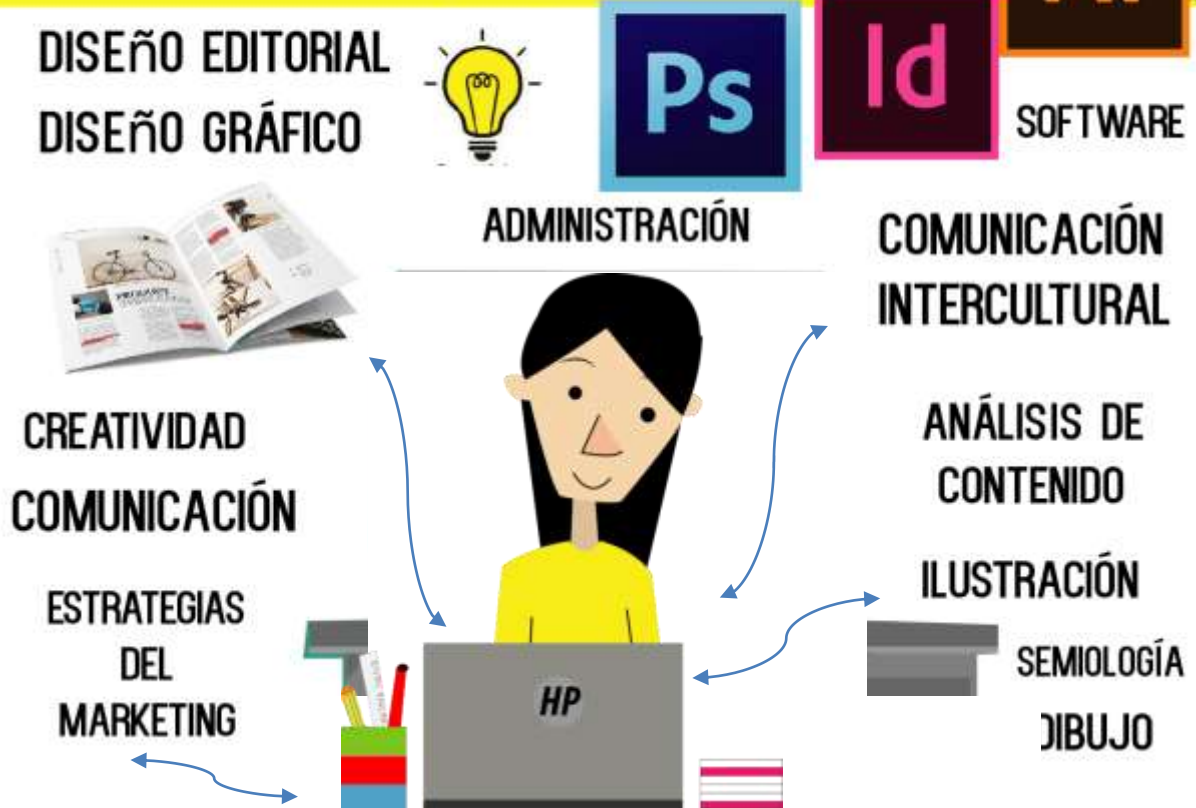 DISEñO EDITORIAL
DISEñO GRÁFICO
Ps
Id
SOFTWARE
ADMINISTRACIÓN
COMUNICACIÓN
INTERCULTURAL
CREATIVIDAD
COMUNICACIÓN
ANÁLISIS DE
CONTENIDO
ILUSTRACIÓN
ESTRATEGIAS
DEL
MARKETING
SEMIOLOGÍA
DIBUJO
HP